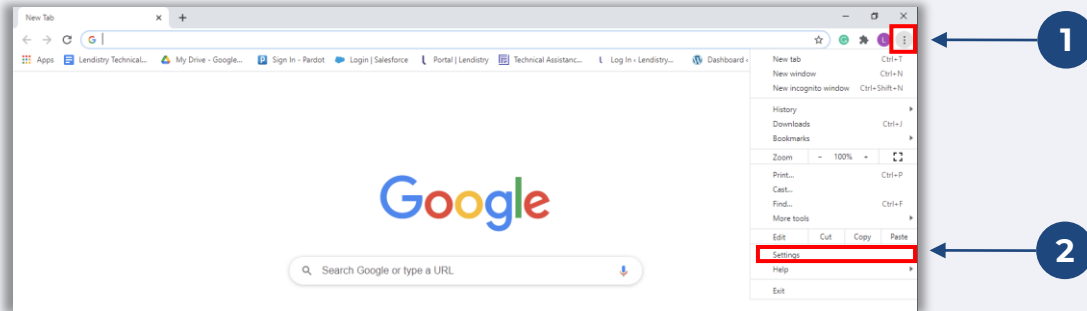 New Tab
G
Apps Lendistry Technical... My Drive - Google... Sign In - Pardot Login | Salesforce Portal | Lendistry Technical Assistanc... Log In - Lendistry... Dashboard
L
1
New tab Ctrl+T
New window Ctrl+N
New incognito window Ctrl+Shift+N
History
Downloads Ctrl+J
Bookmarks
Zoom - 100% +
Print... Ctrl+P
Cast...
Find... Ctrl+F
More tools
Edit Cut Copy Paste
Settings
2
Help
Exit
Google
Search Google or type a URL